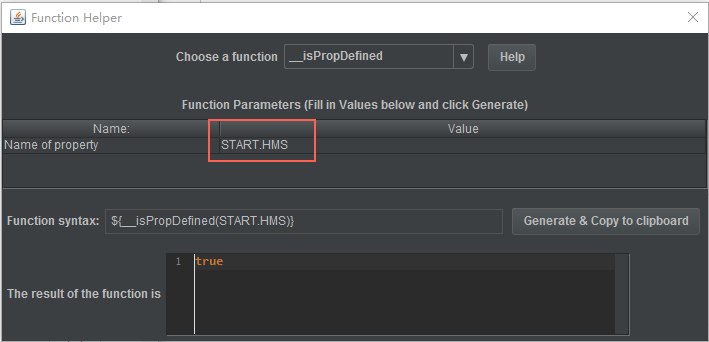 Function Helper
Choose a function __isPropDefined Help
Function Parameters (Fill in Values below and click Generate)
Name: Value
Name of property START.HMS
Function syntax: ${__isPropDefined(START.HMS)} Generate & Copy to clipboard
1 true
The result of the function is